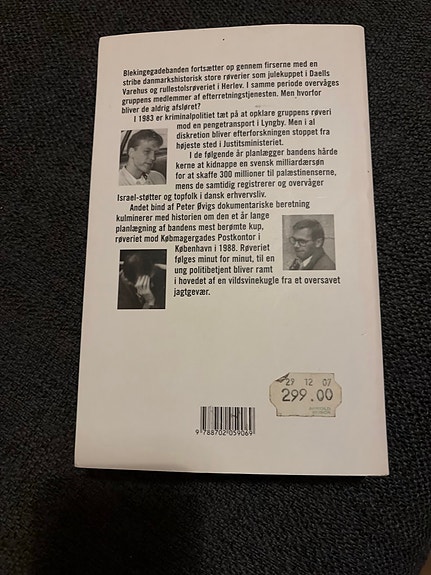 Blekingegadebanden fortsætter op gennem firserne med en
stribe danmarkshistorisk store røverier som julekuppet i Daells
Varehus og rullestolsrøveriet i Herlev. I samme periode overvåges
gruppens medlemmer af efterretningstjenesten. Men hvorfor
bliver de aldrig afsløret?
I 1983 er kriminalpolitiet tæt på at opklare gruppens røveri
mod en pengetransport i Lyngby. Men i al
diskretion bliver efterforskningen stoppet fra
højeste sted i Justitsministeriet.
I de følgende år planlægger bandens hårde
kerne at kidnappe en svensk milliardærsøn
for at skaffe 300 millioner til palæstinenserne,
mens de samtidig registrerer og overvåger
Israel-støtter og topfolk i dansk erhvervsliv.
Andet bind af Peter Øvigs dokumentariske beretning
kulminerer med historien om den et år lange
planlægning af bandens mest berømte kup,
røveriet mod Købmagergades Postkontor i
København i 1988. Røveriet
følges minut for minut, til en
ung politibetjent bliver ramt
i hovedet af en vildsvinekugle fra et oversavet
jagtgevær.
29 12 07
299.00
9 788702 059069